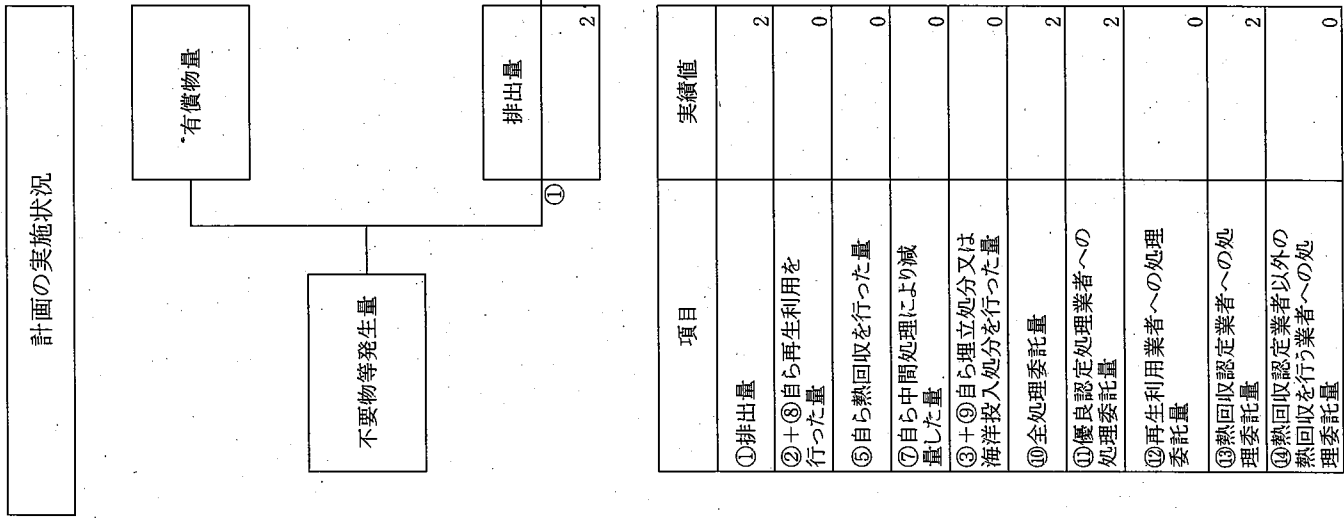 計画の実施状況
不要物等発生量
有償物量
①
排出量
2
項目
実績値
①排出量
2
②+⑧自ら再生利用を
行った量
0
⑤自ら熱回収を行った量
0
⑦自ら中間処理により減
量した量
0
③+⑨自ら埋立処分又は
海洋投入処分を行った量
0
⑩全処理委託量
2
⑪優良認定処理業者への
処理委託量
2
⑫再生利用業者への処理
委託量
0
⑬熱回収認定業者への処
理委託量
2
⑭熱回収認定業者以外の
熱回収を行う業者への処
理委託量
0